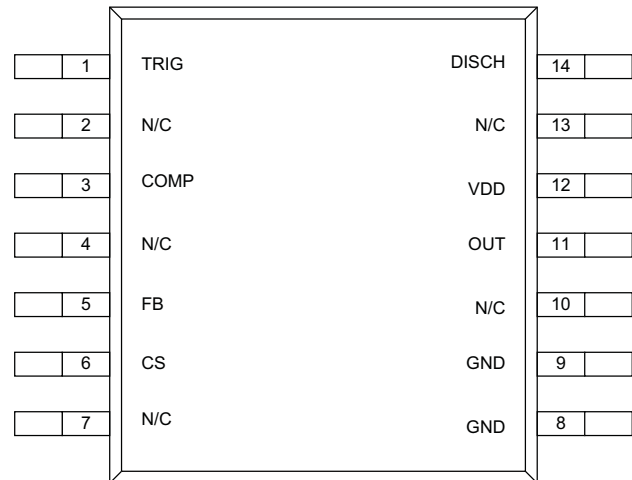 1 TRIG DISCH 14
2 N/C N/C 13
3 COMP VDD 12
4 N/C OUT 11
5 FB N/C 10
6 CS GND 9
7 N/C GND 8